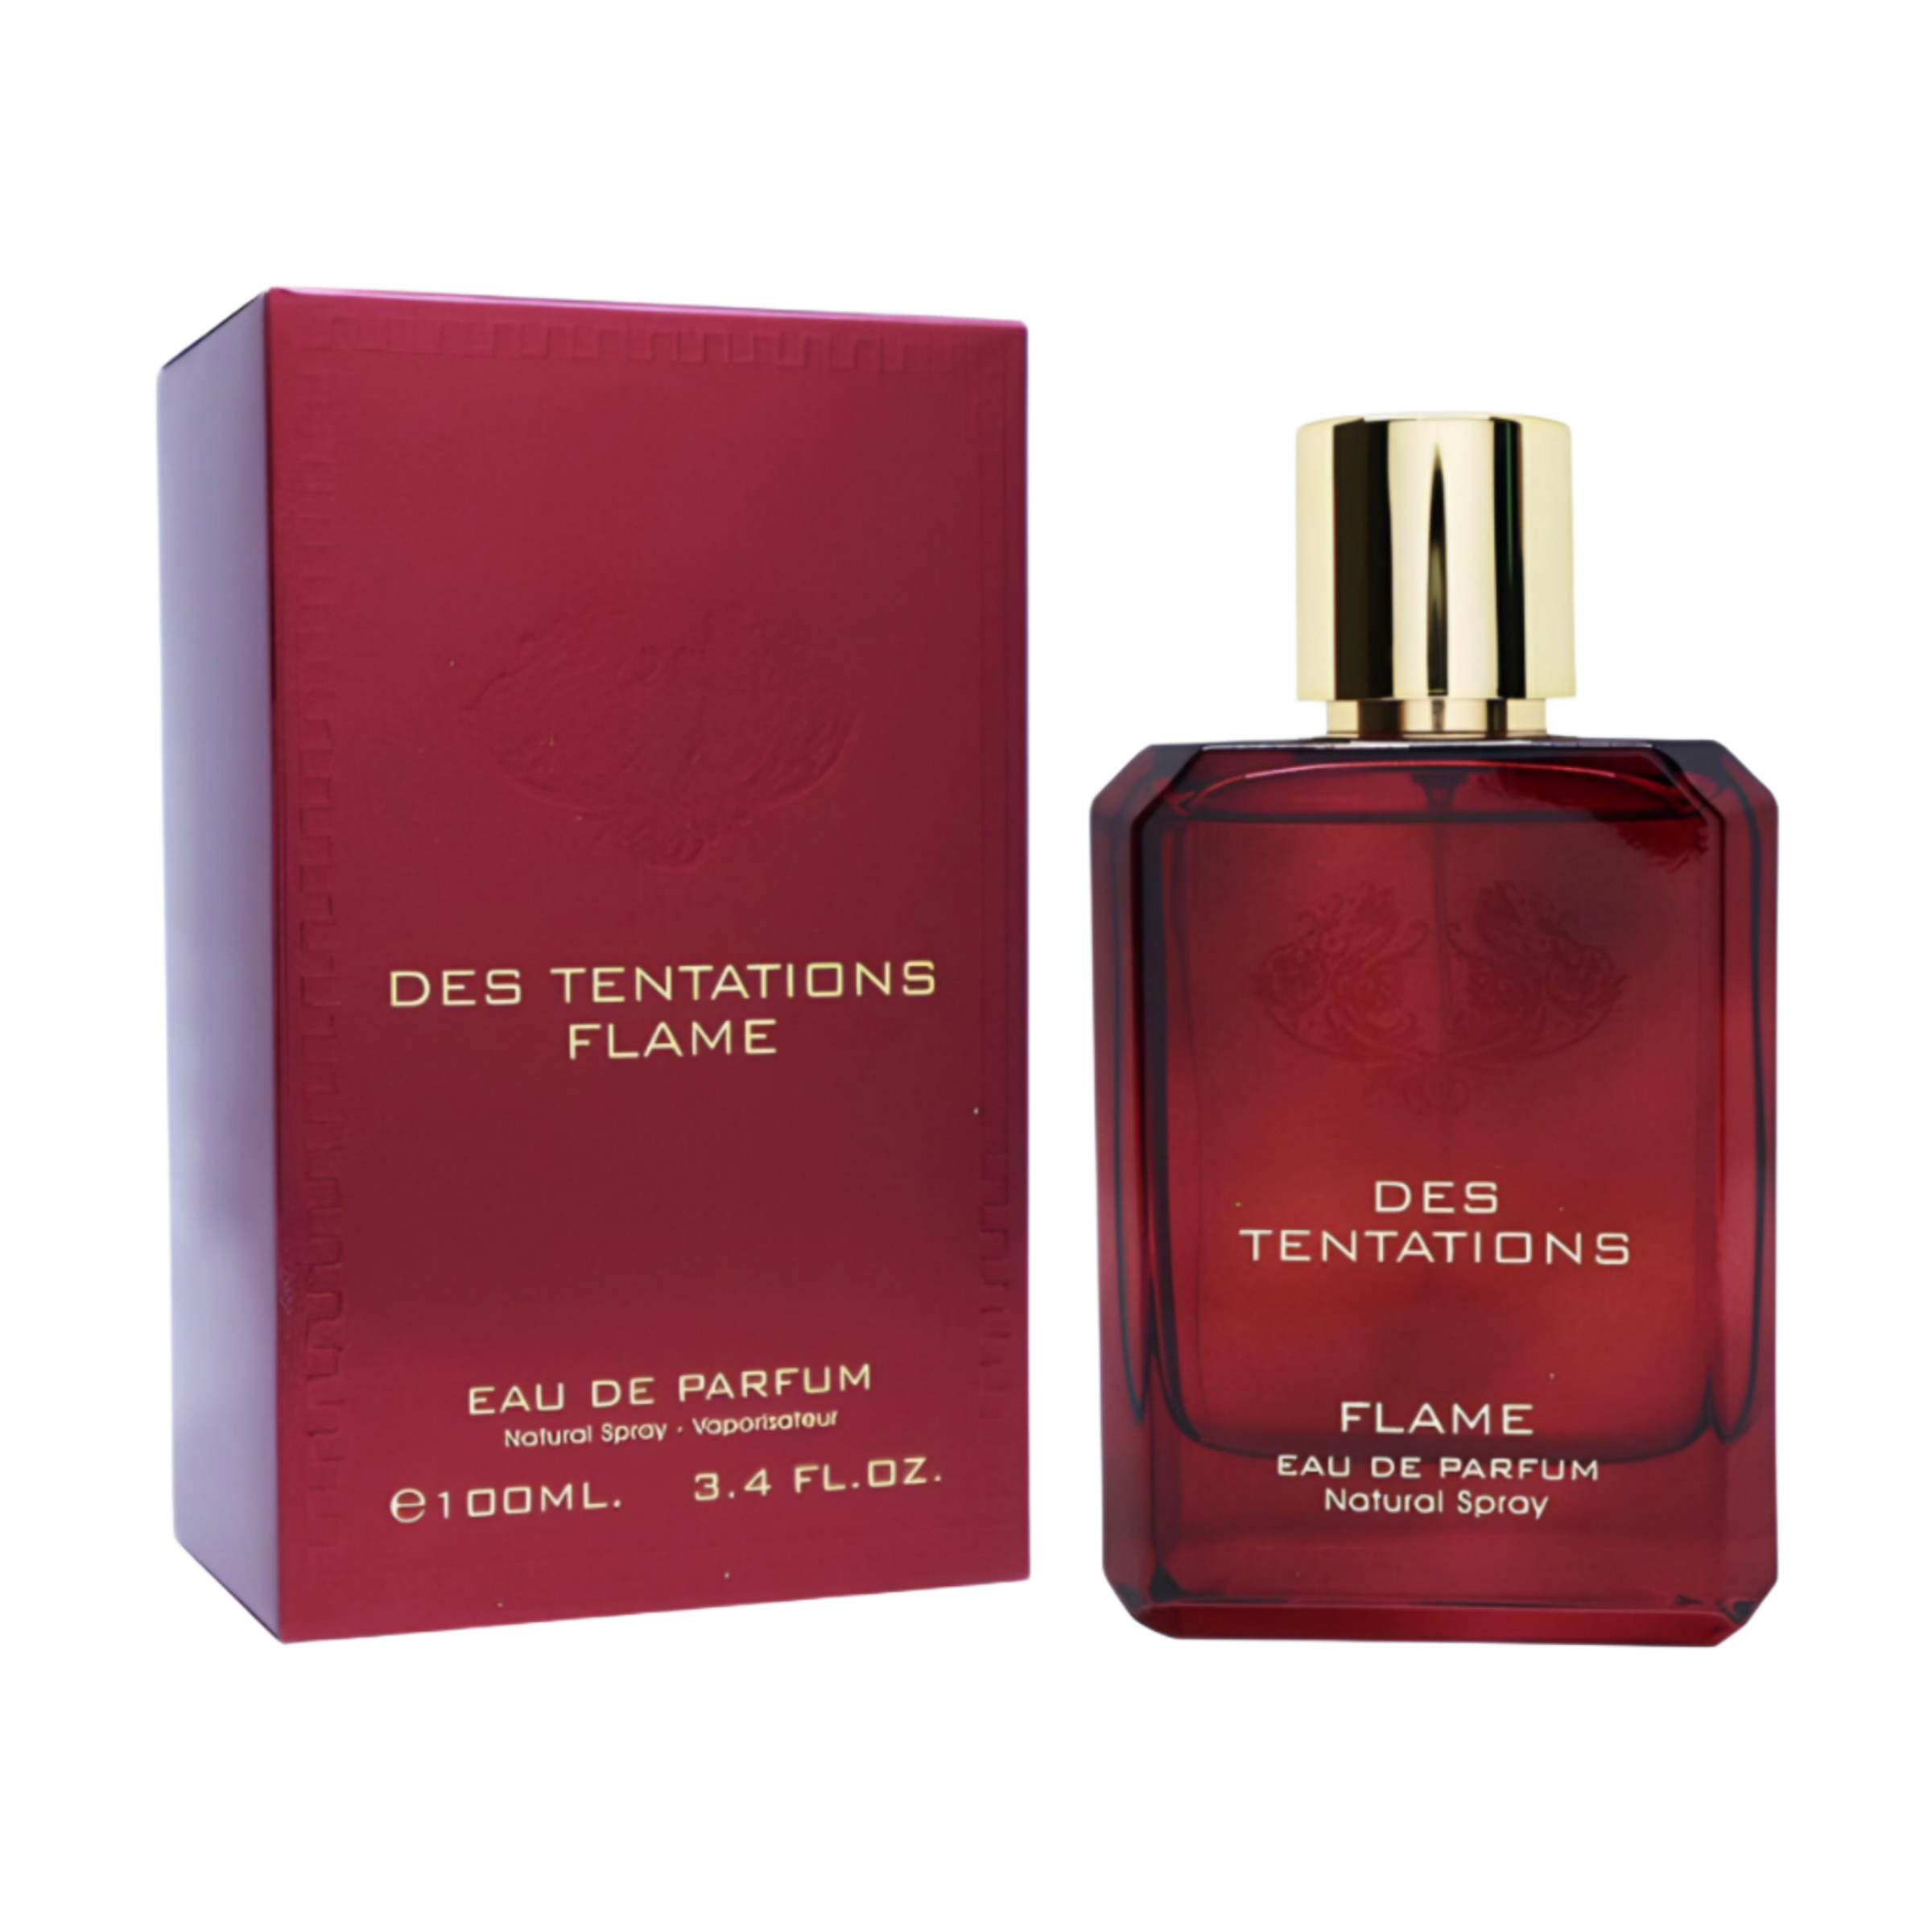 DES TENTATIONS
FLAME
EAU DE PARFUM
Natural Spray · Vaporisateur
℮100ML. 3.4 FL.OZ.
DES
TENTATIONS
FLAME
EAU DE PARFUM
Natural Spray